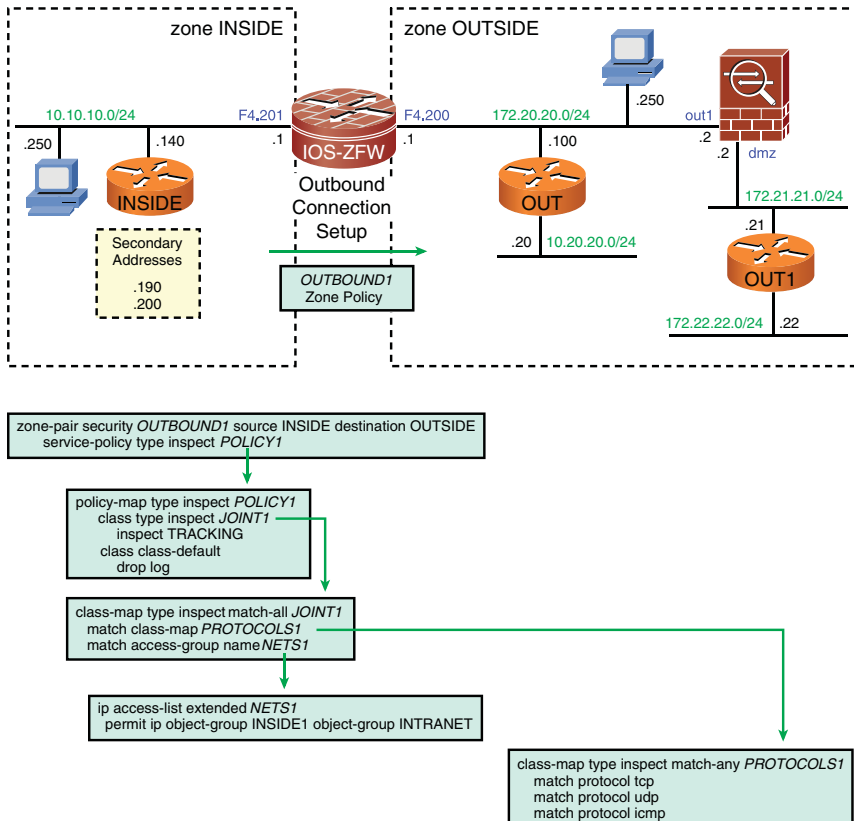 zone INSIDE
zone OUTSIDE
10.10.10.0/24
F4.201
F4.200
172.20.20.0/24
.250
out1
.250
.140
.1
IOS-ZFW
.1
.100
.2
.2
dmz
INSIDE
Outbound
Connection
Setup
OUT
172.21.21.0/24
.21
Secondary
Addresses
.190
.200
.20
10.20.20.0/24
OUT1
OUTBOUND1
Zone Policy
172.22.22.0/24
.22
zone-pair security OUTBOUND1 source INSIDE destination OUTSIDE
service-policy type inspect POLICY1
policy-map type inspect POLICY1
class type inspect JOINT1
inspect TRACKING
class class-default
drop log
class-map type inspect match-all JOINT1
match class-map PROTOCOLS1
match access-group name NETS1
ip access-list extended NETS1
permit ip object-group INSIDE1 object-group INTRANET
class-map type inspect match-any PROTOCOLS1
match protocol tcp
match protocol udp
match protocol icmp